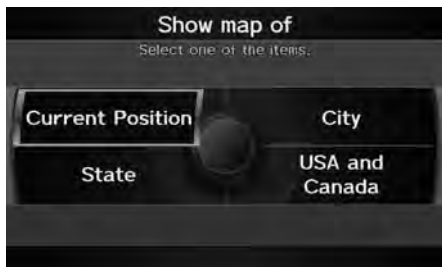 Show map of
Select one of the items.
Current Position
City
State
USA and
Canada